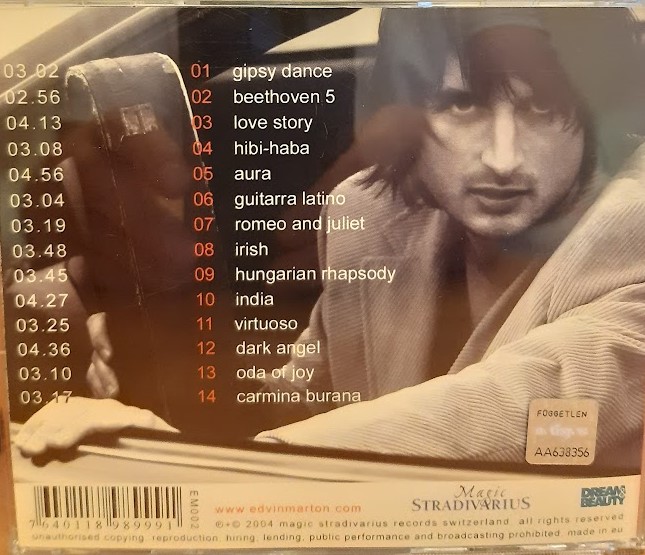 03.02 01 gipsy dance
02.56 02 beethoven 5
04.13 03 love story
03.08 04 hibi-haba
04.56 05 aura
03.04 06 guitarra latino
03.19 07 romeo and juliet
03.48 08 irish
03.45 09 hungarian rhapsody
04.27 10 india
03.25 11 virtuoso
04.36 12 dark angel
03.10 13 oda of joy
03.17 14 carmina burana
FÜGGETLEN
AA638356
EM002
7640118989991
www.edvinmarton.com
Magic
STRADIVARIUS
DREAM&
BEAUTY
℗+© 2004 magic stradivarius records switzerland. all rights reserved
unauthorised copying. reproduction. hiring, lending, public performance and broadcasting prohibited. made in eu